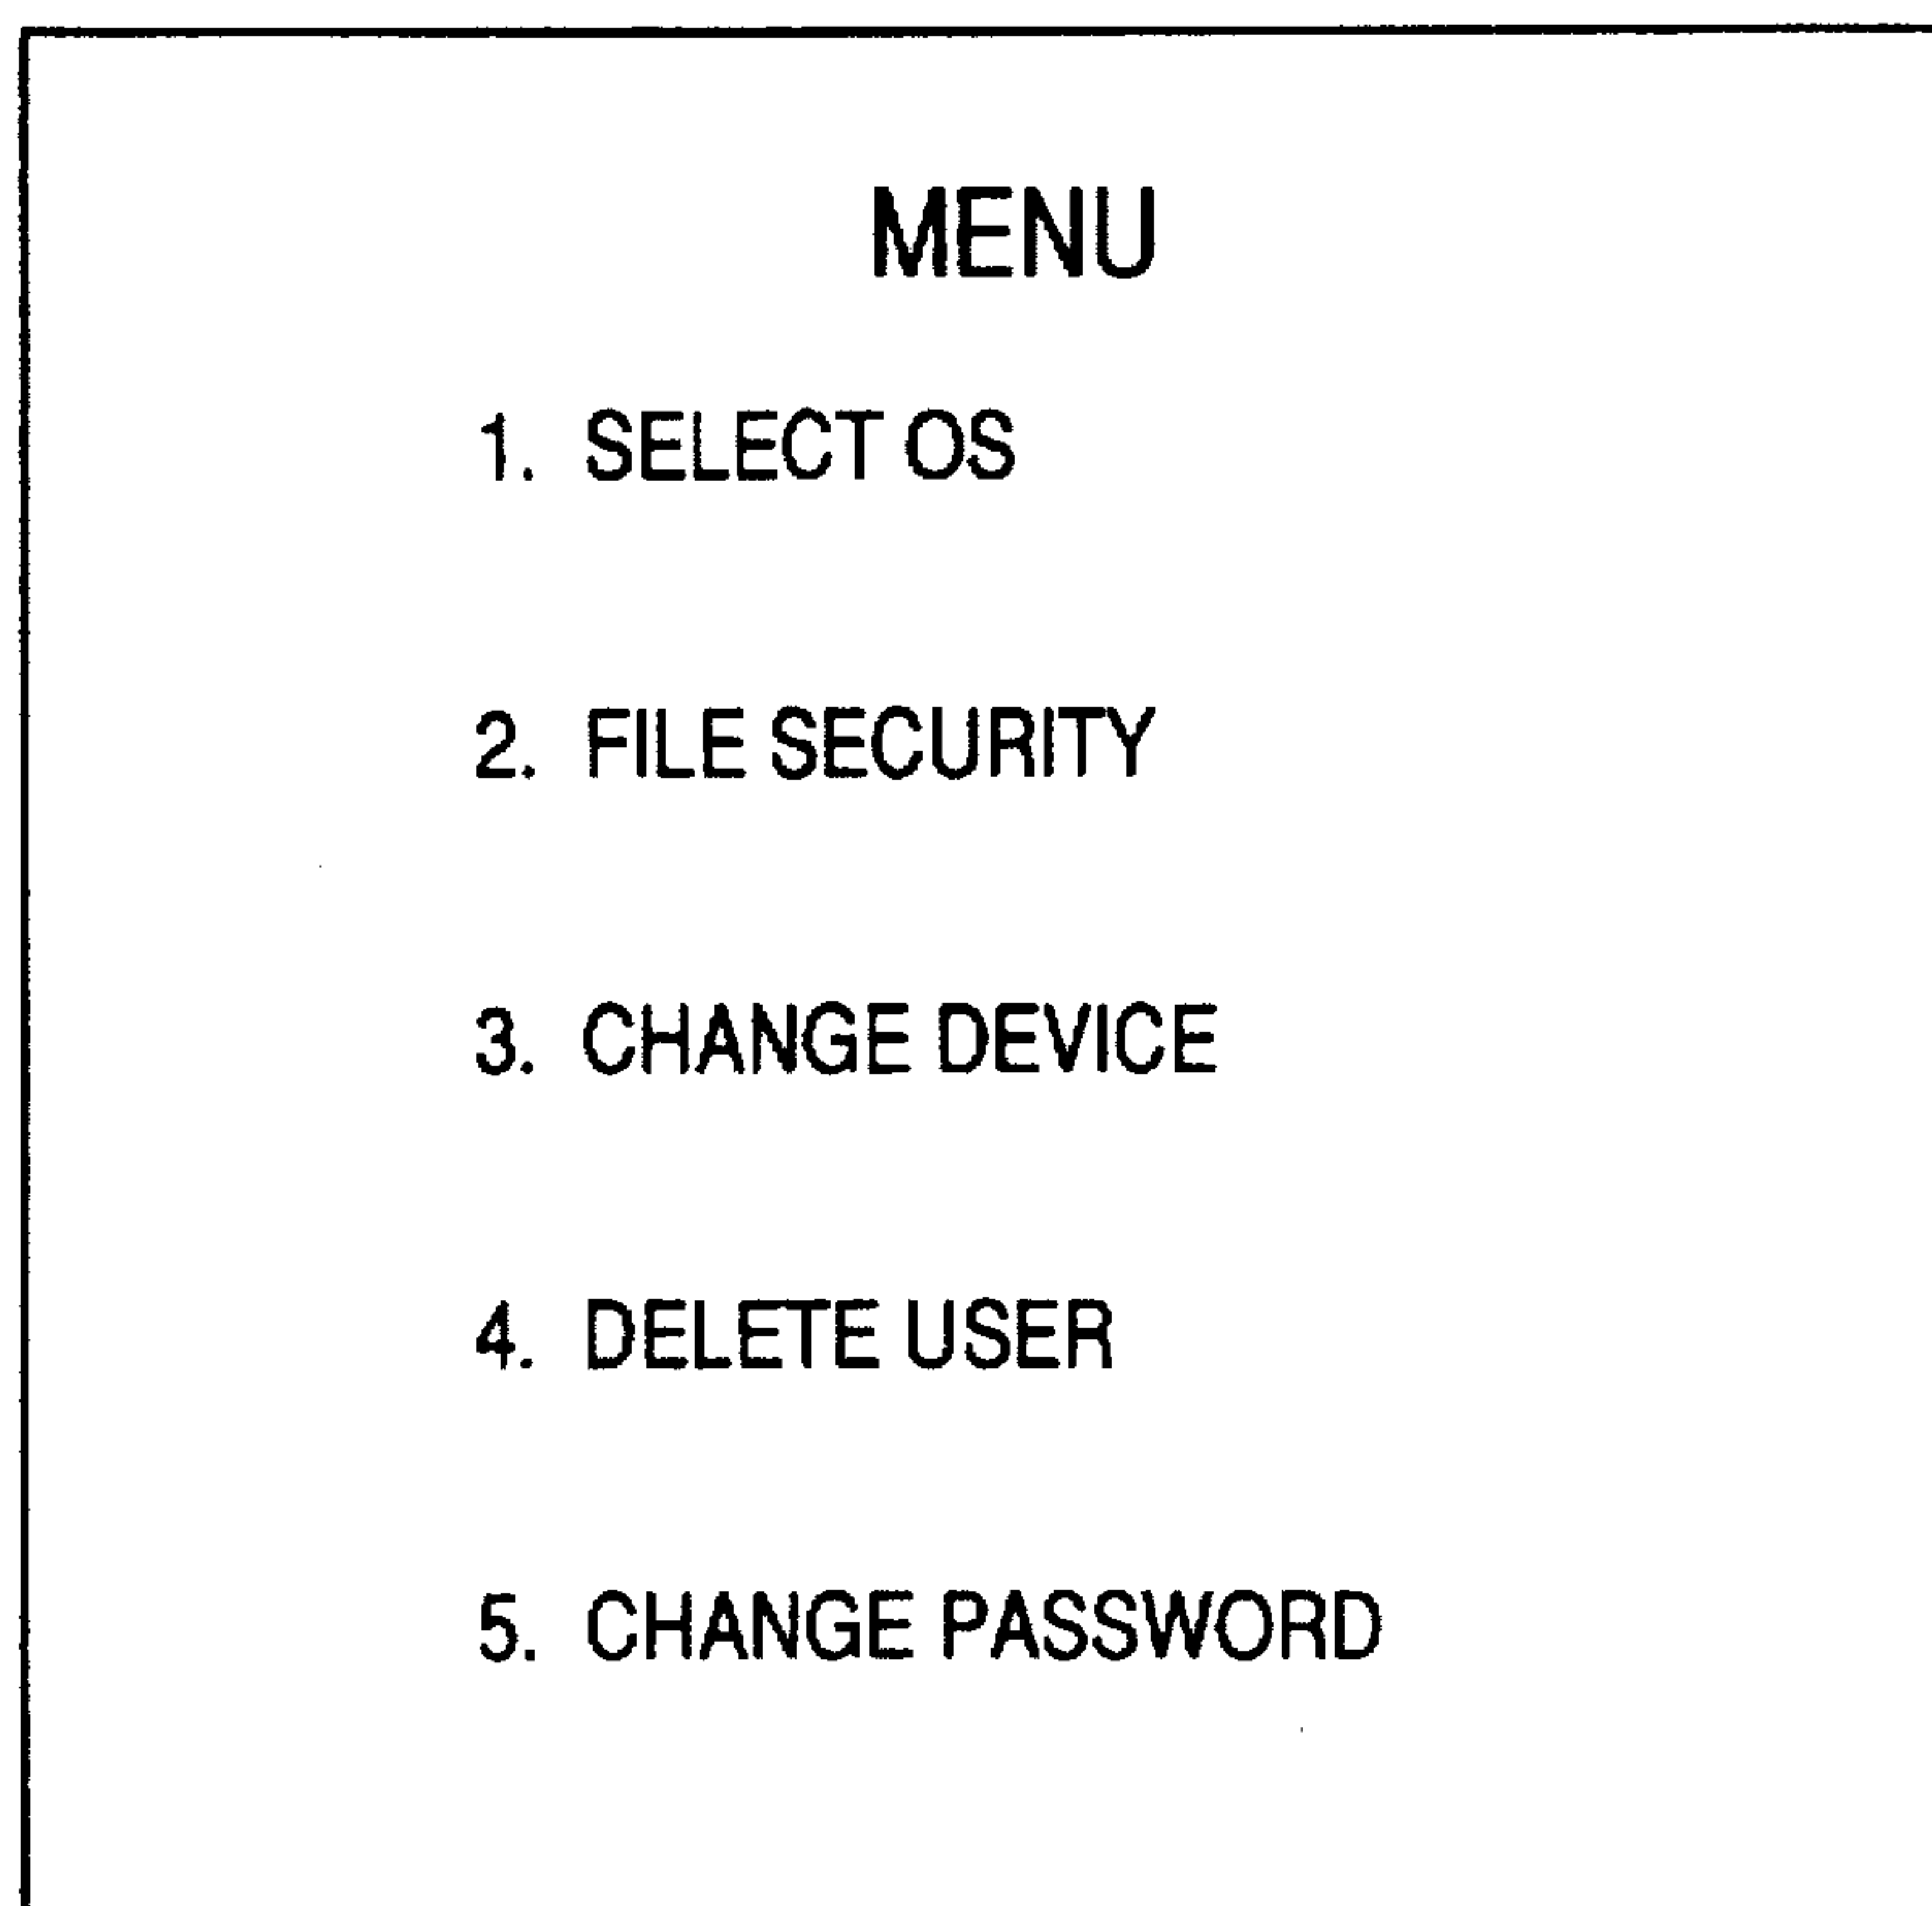 MENU
1. SELECT OS
2. FILE SECURITY
3. CHANGE DEVICE
4. DELETE USER
5. CHANGE PASSWORD